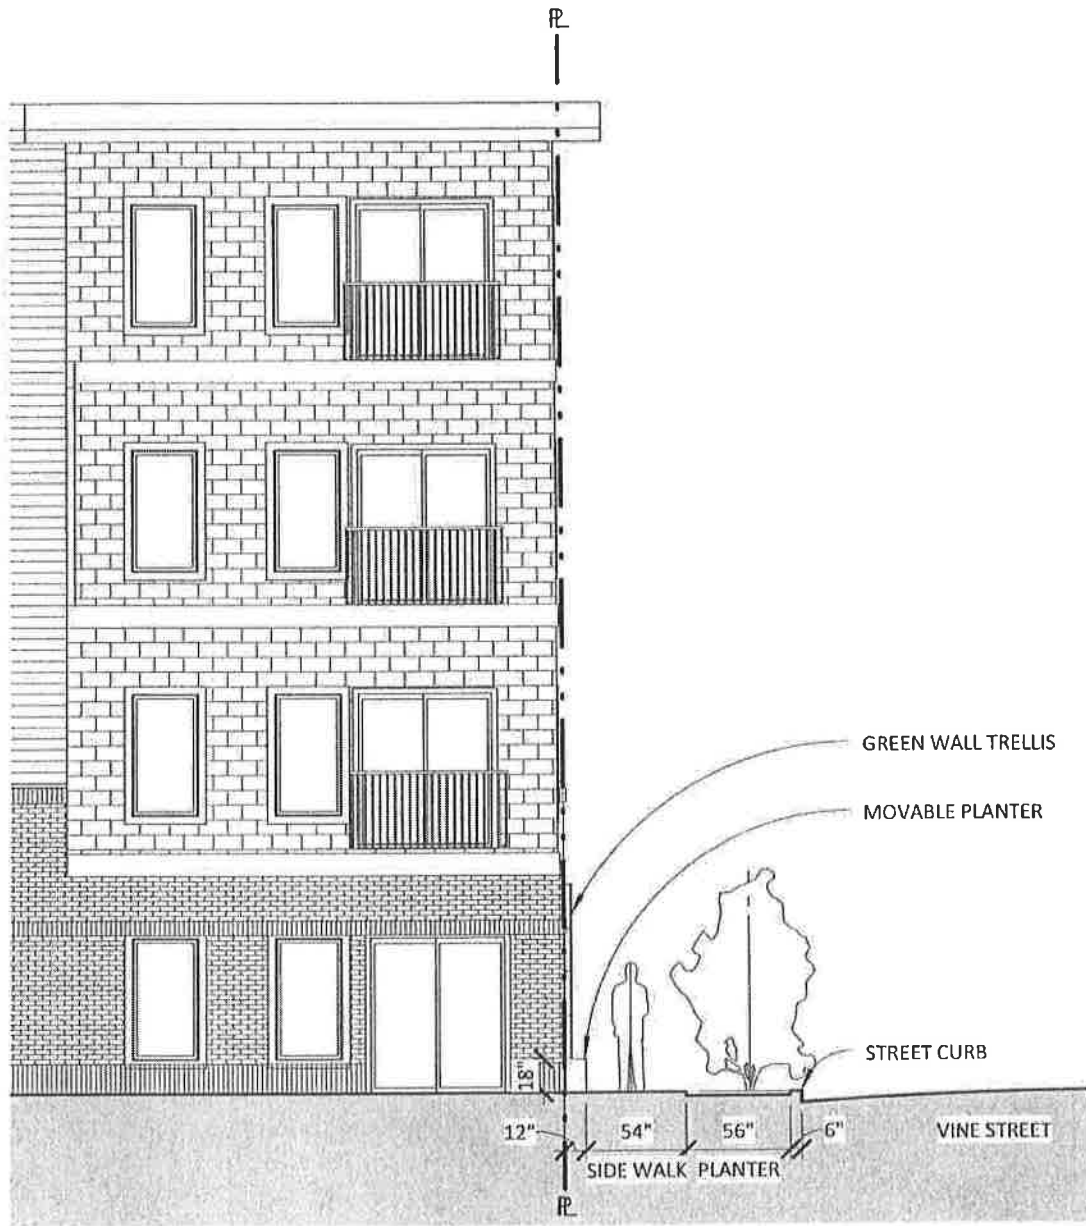 PL
GREEN WALL TRELLIS
MOVABLE PLANTER
STREET CURB
18"
12" 54" 56" 6" VINE STREET
SIDE WALK PLANTER
PL